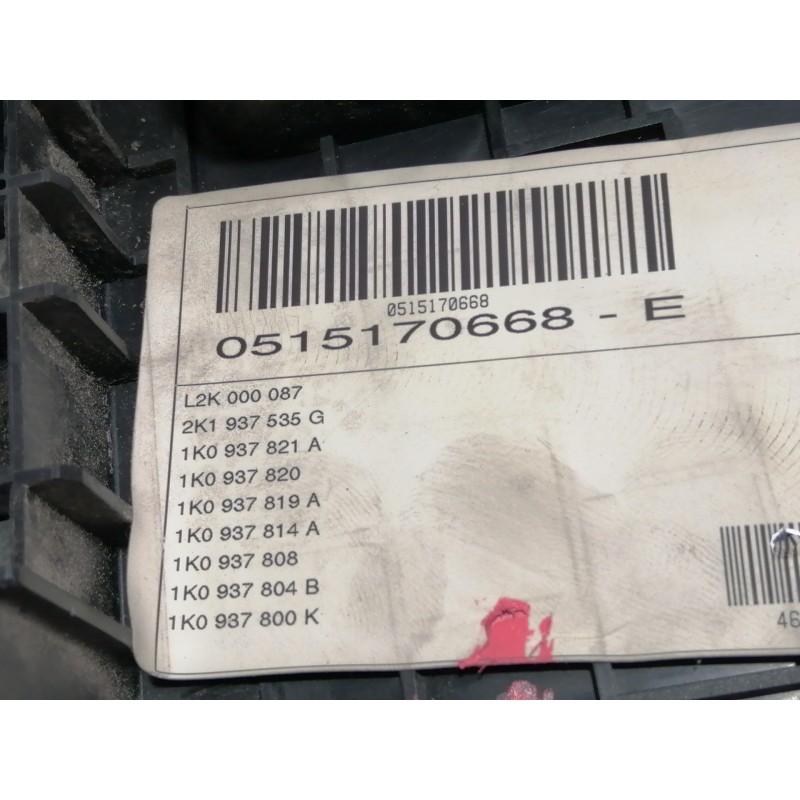 0515170668
0515170668 - E
L2K 000 087
2K1 937 535 G
1K0 937 821 A
1K0 937 820
1K0 937 819 A
1K0 937 814 A
1K0 937 808
1K0 937 804 B
1K0 937 800 K
46